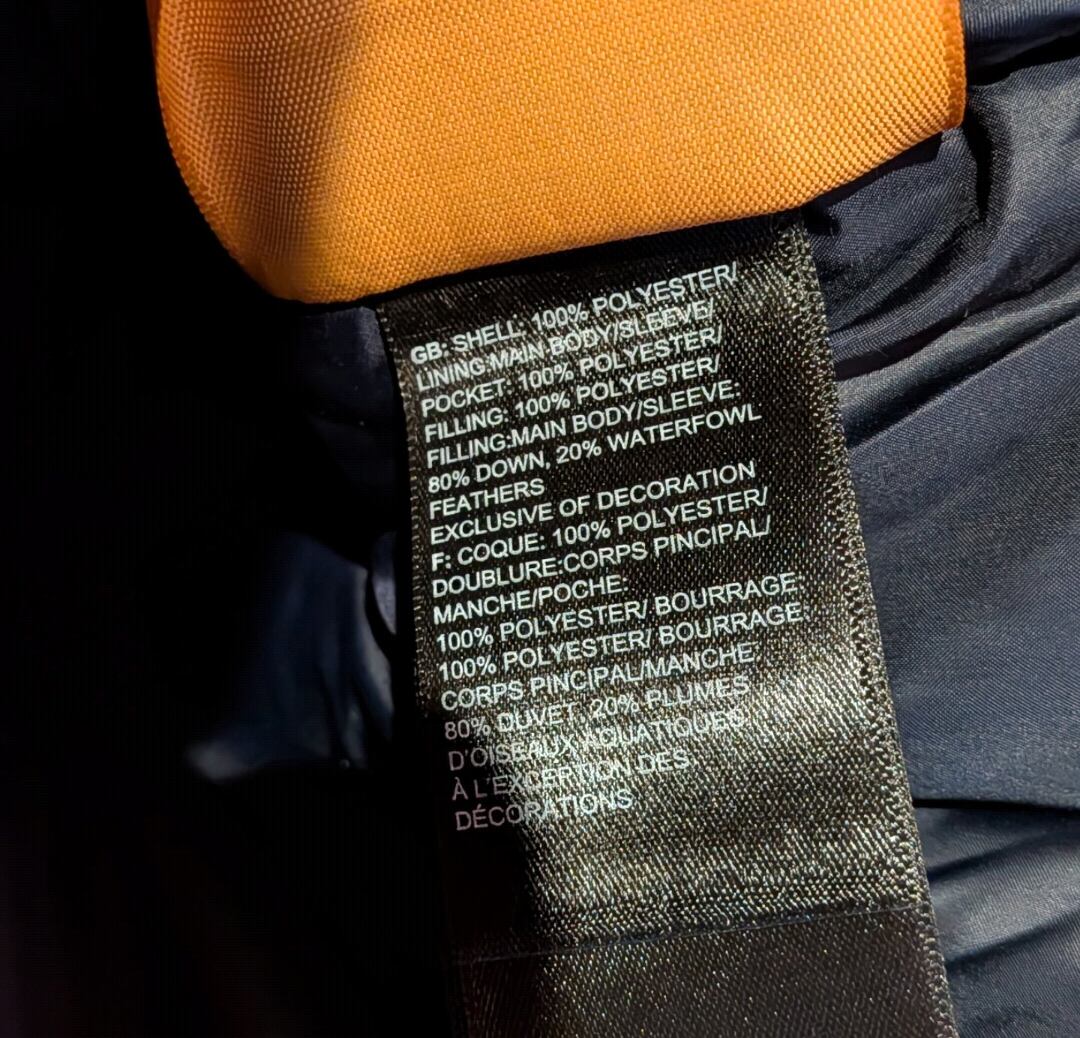 GB: SHELL: 100% POLYESTER/
LINING:MAIN BODY/SLEEVE/
POCKET: 100% POLYESTER/
FILLING: 100% POLYESTER/
FILLING:MAIN BODY/SLEEVE:
80% DOWN, 20% WATERFOWL
FEATHERS
EXCLUSIVE OF DECORATION
F: COQUE: 100% POLYESTER/
DOUBLURE:CORPS PINCIPAL/
MANCHE/POCHE:
100% POLYESTER/ BOURRAGE:
100% POLYESTER/ BOURRAGE:
CORPS PINCIPAL/MANCHE:
80% DUVET, 20% PLUMES
D'OISEAUX AQUATIQUES
À L'EXCEPTION DES
DÉCORATIONS